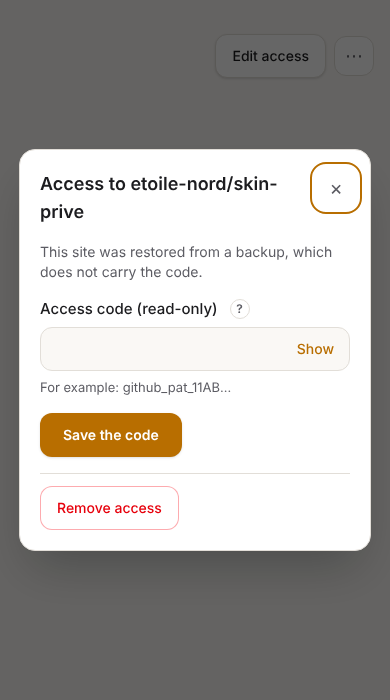 Edit access
···
Access to etoile-nord/skin-
prive
×
This site was restored from a backup, which
does not carry the code.
Access code (read-only) ?
Show
For example: github_pat_11AB…
Save the code
Remove access